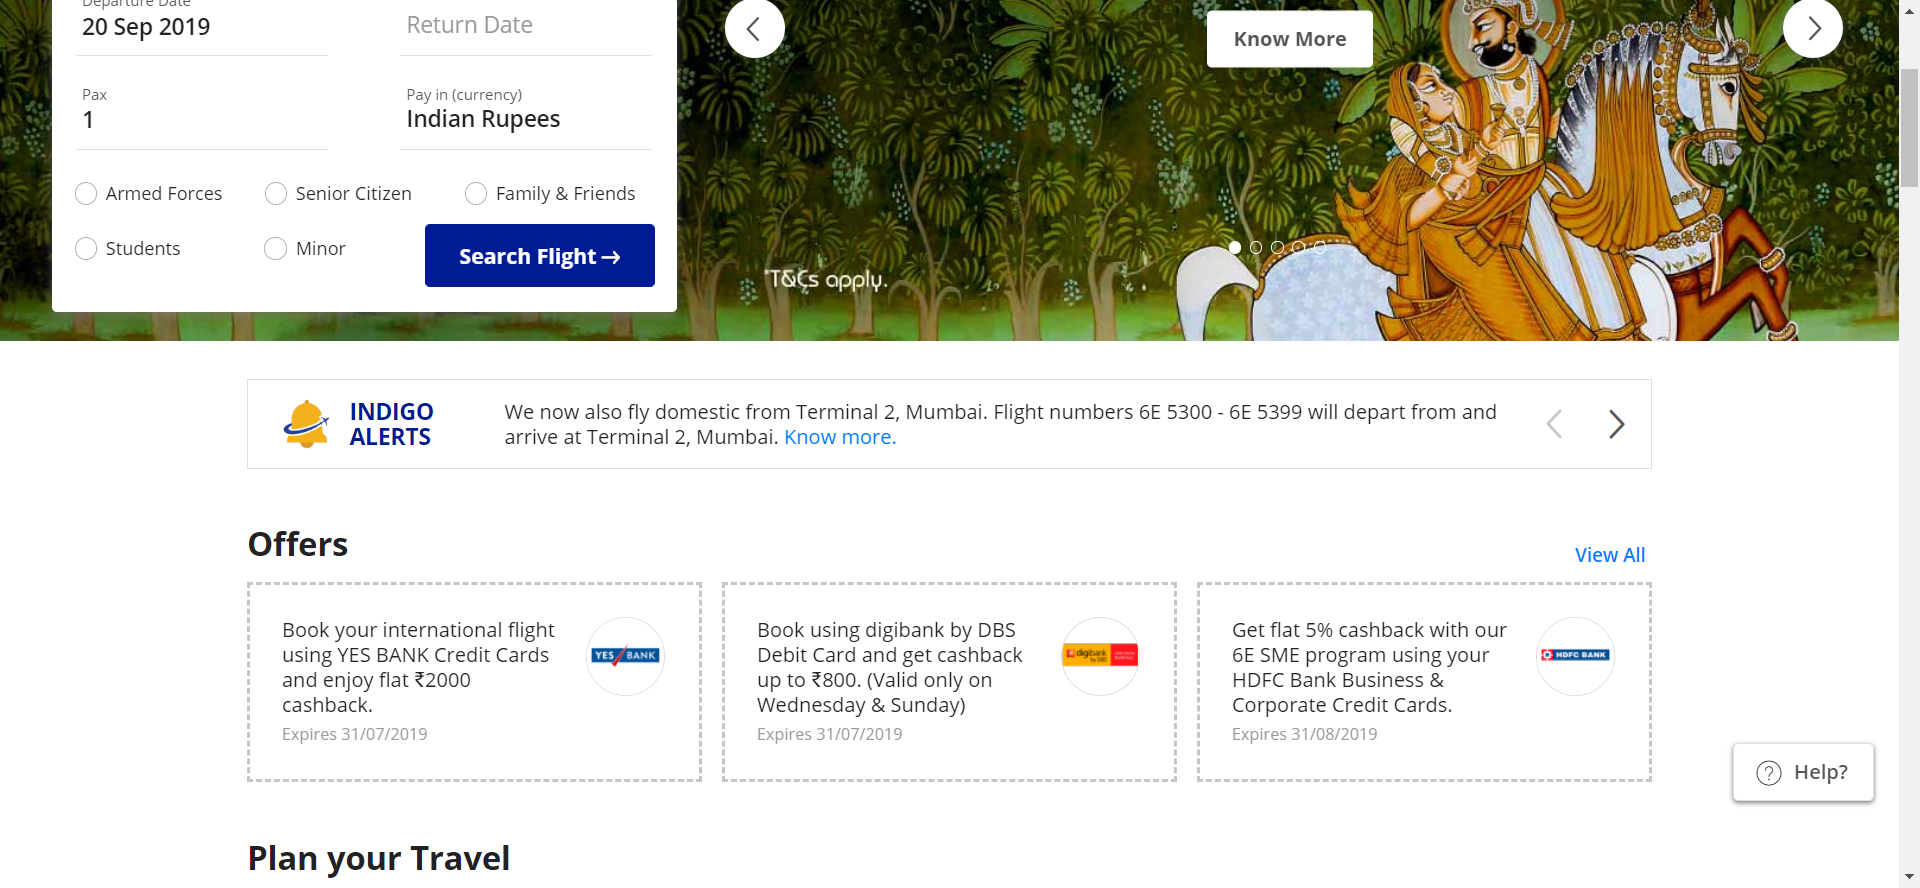 Departure Date
20 Sep 2019
Return Date
Pax
1
Pay in (currency)
Indian Rupees
Armed Forces
Senior Citizen
Family & Friends
Students
Minor
Search Flight →
Know More
*T&Cs apply.
INDIGO
ALERTS
We now also fly domestic from Terminal 2, Mumbai. Flight numbers 6E 5300 - 6E 5399 will depart from and
arrive at Terminal 2, Mumbai. Know more.
Offers
View All
Book your international flight
using YES BANK Credit Cards
and enjoy flat ₹2000
cashback.
Expires 31/07/2019
YES BANK
Book using digibank by DBS
Debit Card and get cashback
up to ₹800. (Valid only on
Wednesday & Sunday)
Expires 31/07/2019
digibank
by DBS
Get flat 5% cashback with our
6E SME program using your
HDFC Bank Business &
Corporate Credit Cards.
Expires 31/08/2019
HDFC BANK
? Help?
Plan your Travel